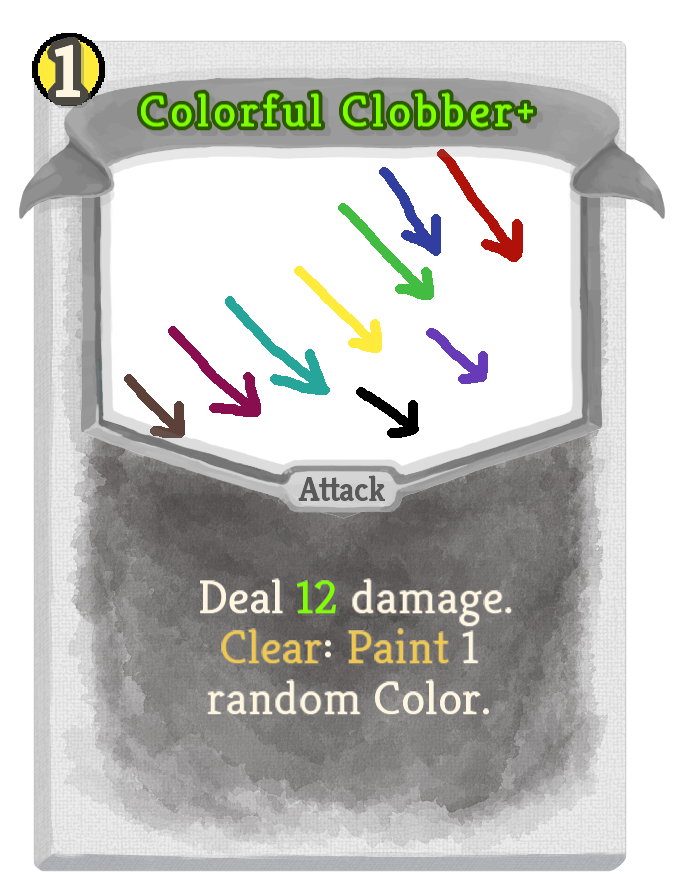 1
Colorful Clobber+
Attack
Deal 12 damage.
Clear: Paint 1
random Color.